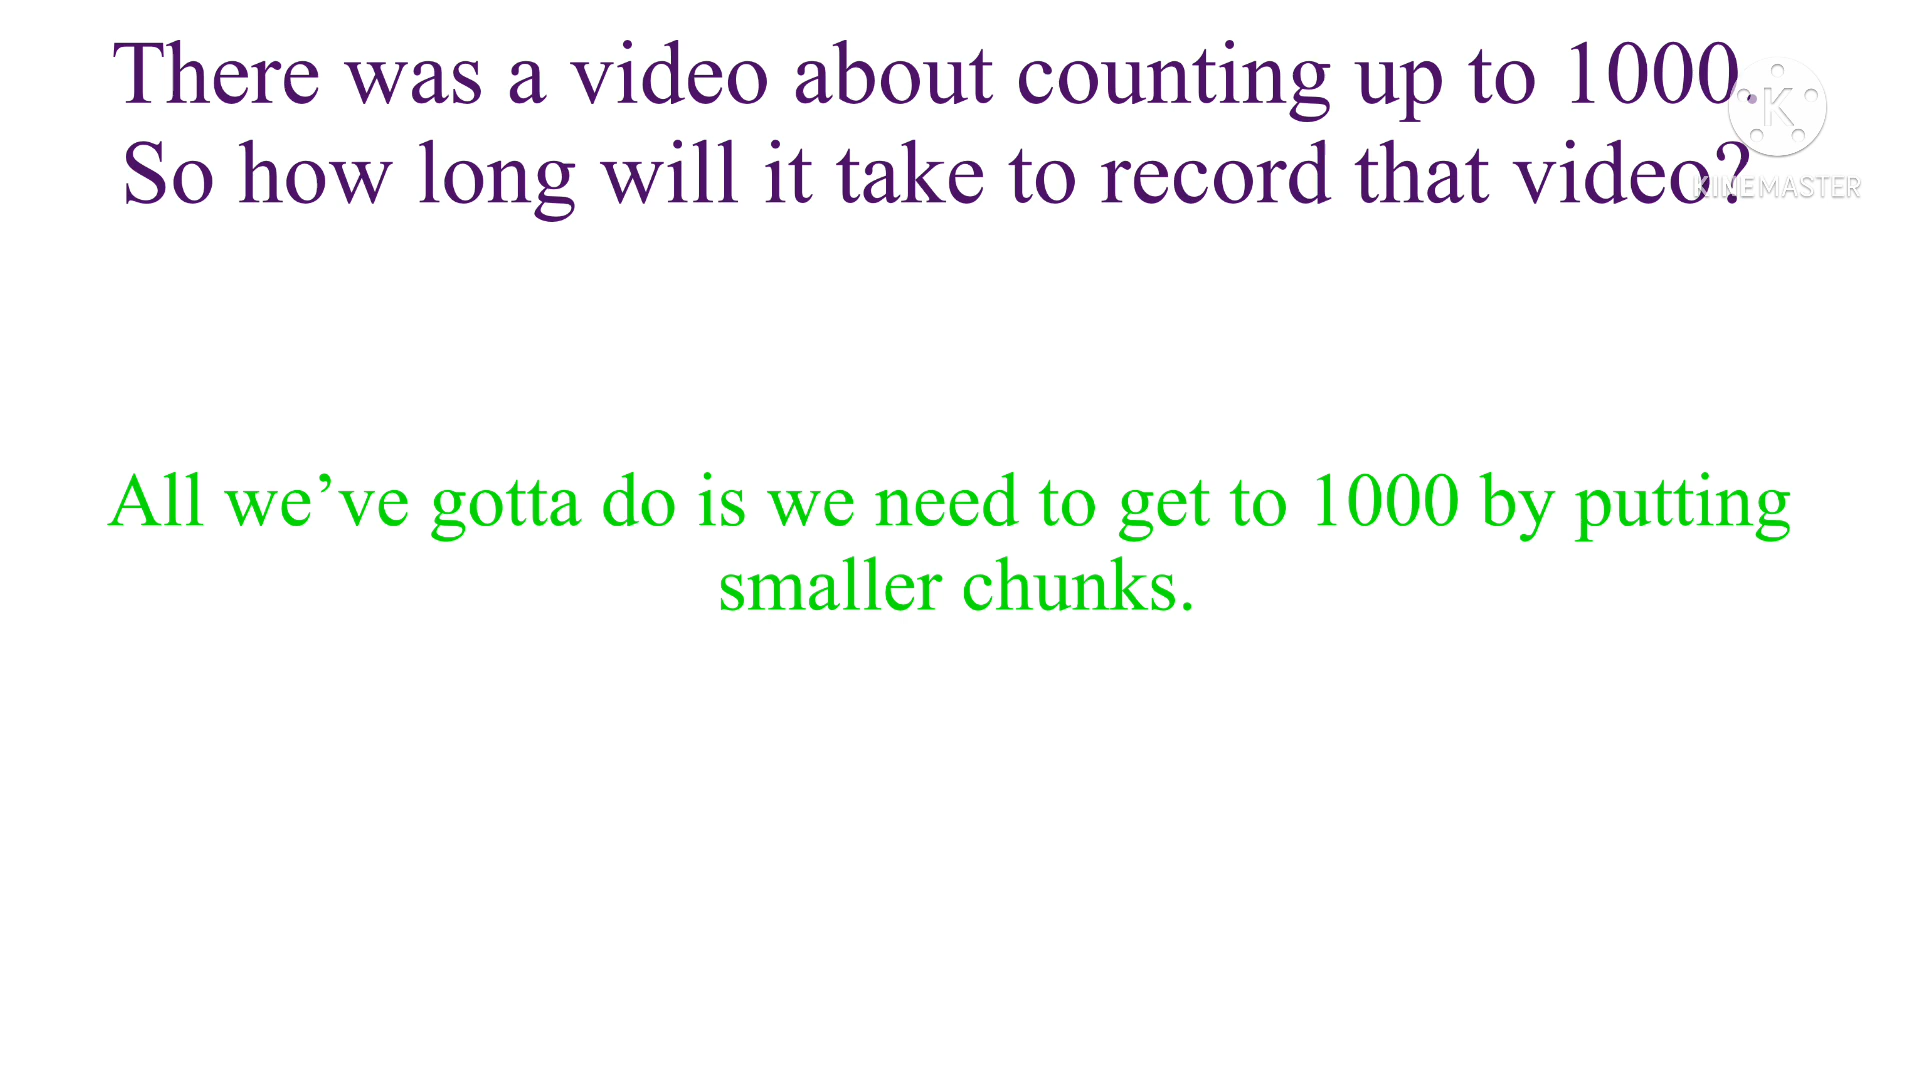 There was a video about counting up to 1000.
So how long will it take to record that video?
KINEMASTER
All we’ve gotta do is we need to get to 1000 by putting
smaller chunks.